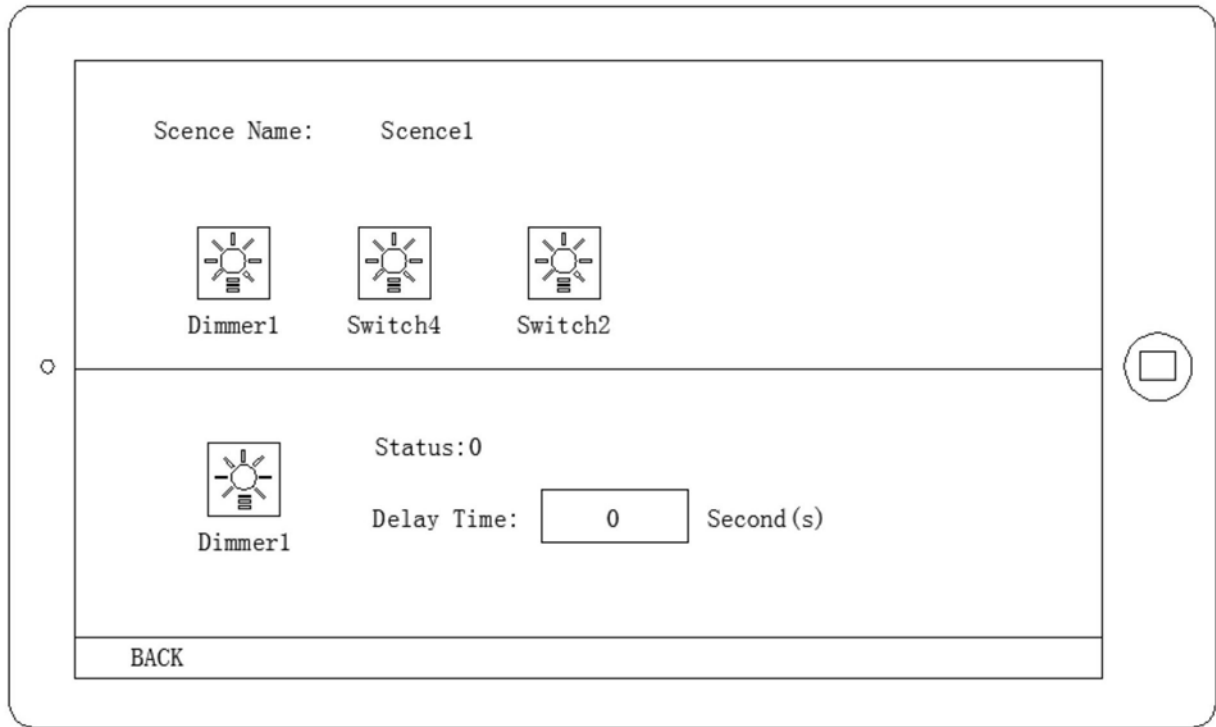 Scence Name: Scence1
Dimmer1 Switch4 Switch2
Status:0
Delay Time: 0 Second(s)
Dimmer1
BACK